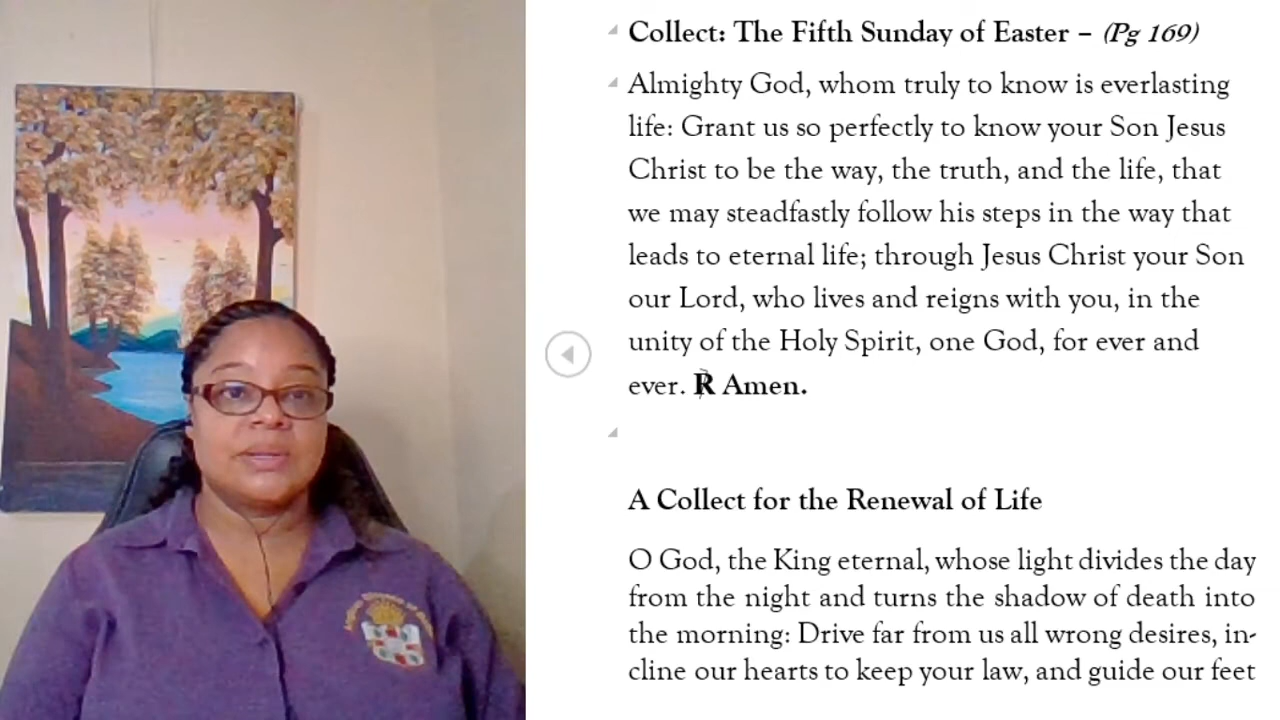 Collect: The Fifth Sunday of Easter – (Pg 169)
Almighty God, whom truly to know is everlasting
life: Grant us so perfectly to know your Son Jesus
Christ to be the way, the truth, and the life, that
we may steadfastly follow his steps in the way that
leads to eternal life; through Jesus Christ your Son
our Lord, who lives and reigns with you, in the
unity of the Holy Spirit, one God, for ever and
ever. ℟ Amen.
A Collect for the Renewal of Life
O God, the King eternal, whose light divides the day
from the night and turns the shadow of death into
the morning: Drive far from us all wrong desires, in-
cline our hearts to keep your law, and guide our feet